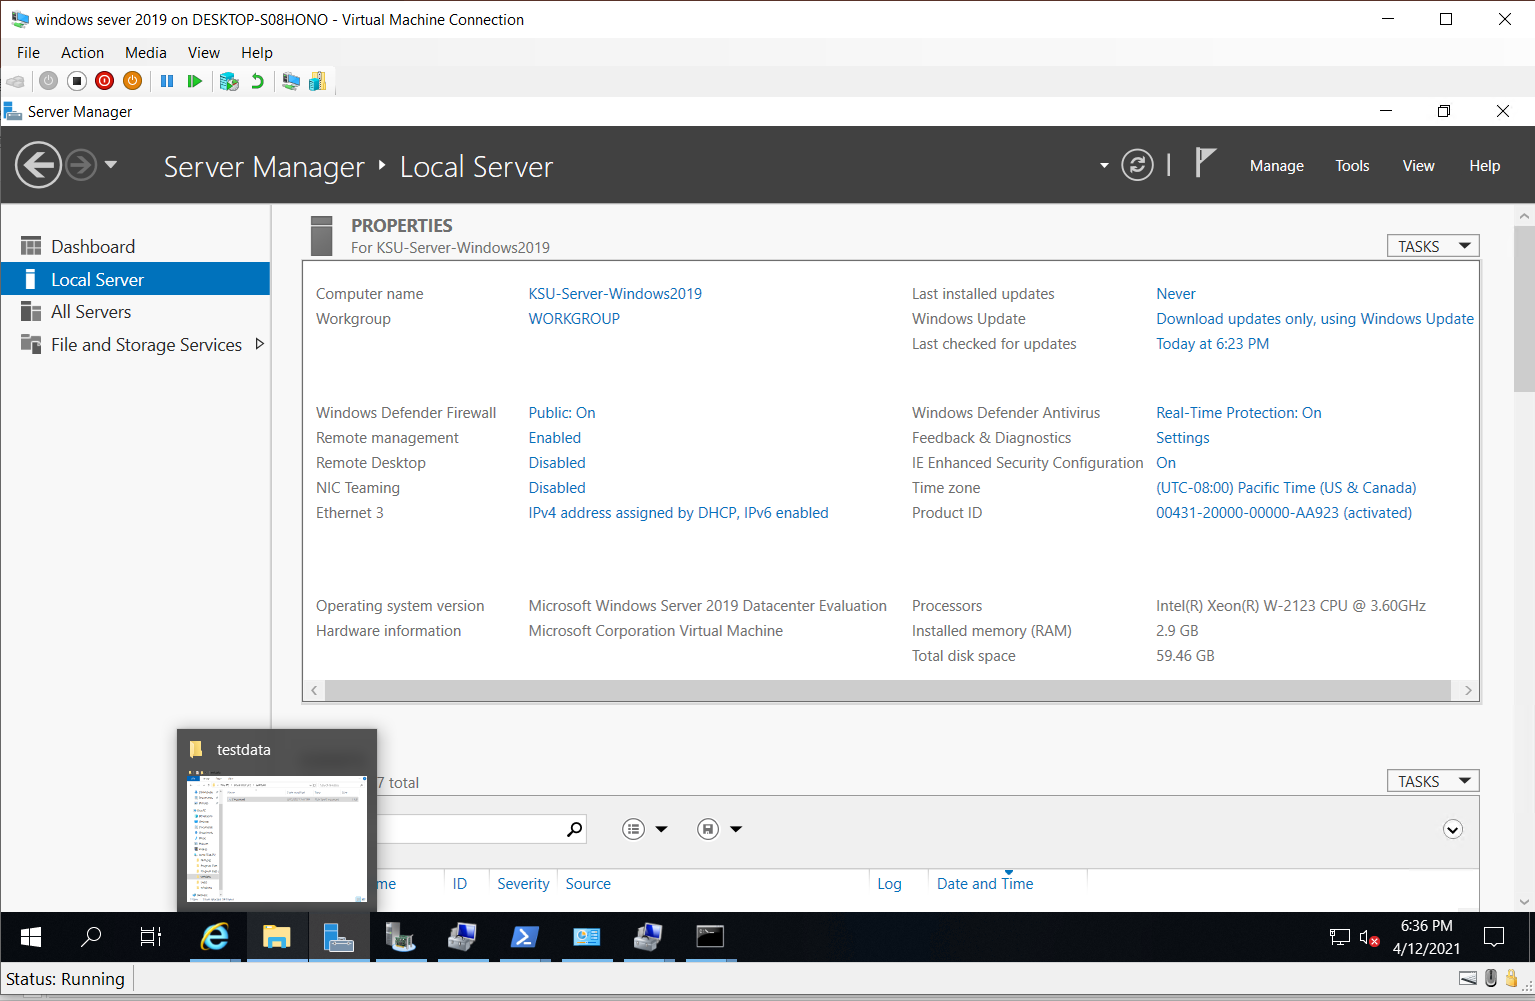 windows sever 2019 on DESKTOP-S08HONO - Virtual Machine Connection
File Action Media View Help
Server Manager
Server Manager Local Server
Manage Tools View Help
Dashboard
Local Server
All Servers
File and Storage Services
PROPERTIES
For KSU-Server-Windows2019
TASKS
Computer name KSU-Server-Windows2019 Last installed updates Never
Workgroup WORKGROUP Windows Update Download updates only, using Windows Update
Last checked for updates Today at 6:23 PM
Windows Defender Firewall Public: On Windows Defender Antivirus Real-Time Protection: On
Remote management Enabled Feedback & Diagnostics Settings
Remote Desktop Disabled IE Enhanced Security Configuration On
NIC Teaming Disabled Time zone (UTC-08:00) Pacific Time (US & Canada)
Ethernet 3 IPv4 address assigned by DHCP, IPv6 enabled Product ID 00431-20000-00000-AA923 (activated)
Operating system version Microsoft Windows Server 2019 Datacenter Evaluation Processors Intel(R) Xeon(R) W-2123 CPU @ 3.60GHz
Hardware information Microsoft Corporation Virtual Machine Installed memory (RAM) 2.9 GB
Total disk space 59.46 GB
testdata
7 total TASKS
me ID Severity Source Log Date and Time
6:36 PM
4/12/2021
Status: Running